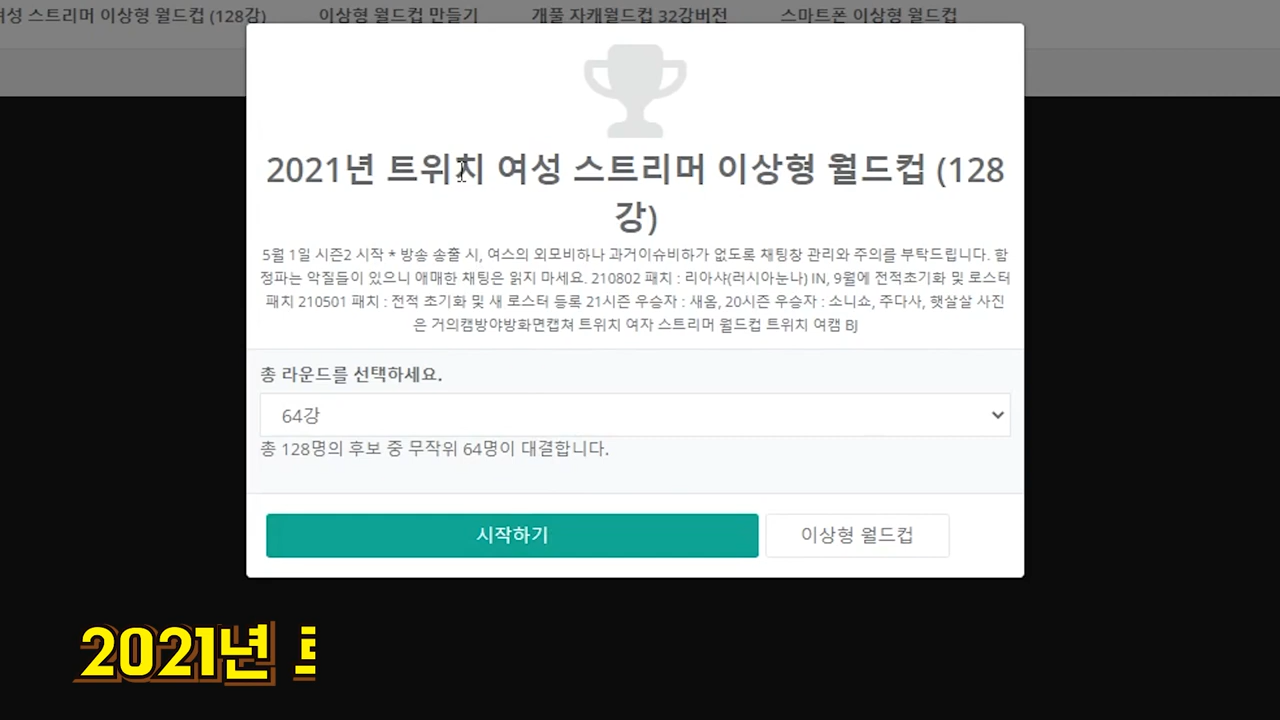 여성 스트리머 이상형 월드컵 (128강) 이상형 월드컵 만들기 개풀 자캐월드컵 32강버전 스마트폰 이상형 월드컵
2021년 트위치 여성 스트리머 이상형 월드컵 (128
강)
5월 1일 시즌2 시작 * 방송 송출 시, 여스의 외모비하나 과거이슈비하가 없도록 채팅창 관리와 주의를 부탁드립니다. 합
정파는 악질들이 있으니 애매한 채팅은 읽지 마세요. 210802 패치 : 리아샤(러시아눈나) IN, 9월에 전적초기화 및 로스터
패치 210501 패치 : 전적 초기화 및 새 로스터 등록 21시즌 우승자 : 새옴, 20시즌 우승자 : 소니쇼, 주다사, 햇살살 사진
은 거의캠방야방화면캡쳐 트위치 여자 스트리머 월드컵 트위치 여캠 BJ
총 라운드를 선택하세요.
64강
총 128명의 후보 중 무작위 64명이 대결합니다.
시작하기 이상형 월드컵
2021년